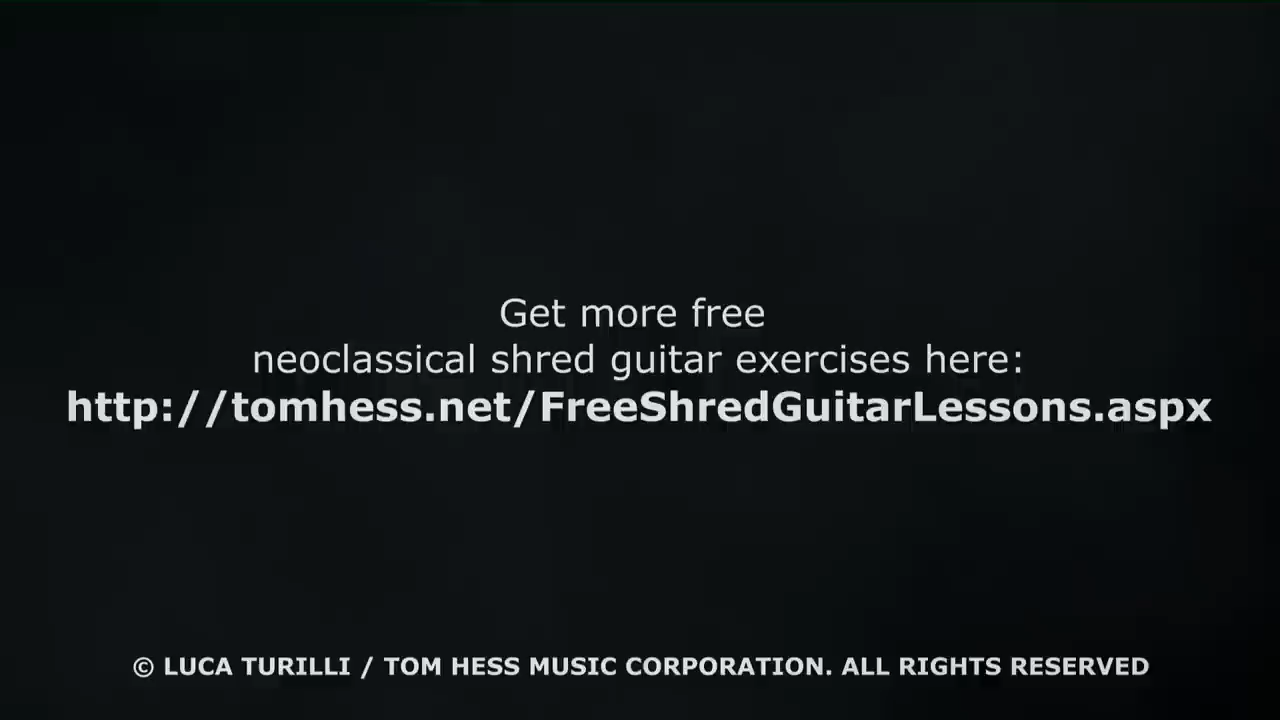 Get more free
neoclassical shred guitar exercises here:
http://tomhess.net/FreeShredGuitarLessons.aspx
© LUCA TURILLI / TOM HESS MUSIC CORPORATION. ALL RIGHTS RESERVED